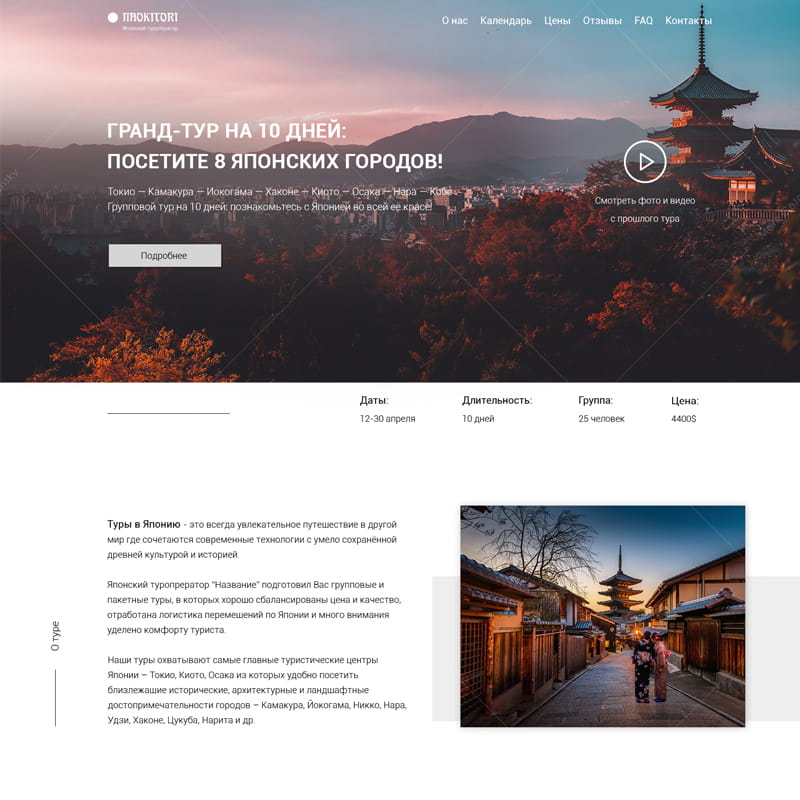 ПАОКІТОRІ
Японский туроператор
О нас Календарь Цены Отзывы FAQ Контакты
ГРАНД-ТУР НА 10 ДНЕЙ:
ПОСЕТИТЕ 8 ЯПОНСКИХ ГОРОДОВ!
Токио — Камакура — Иокогама — Хаконе — Киото — Осака — Нара — Кобе
Групповой тур на 10 дней: познакомьтесь с Японией во всей ее красе!
Подробнее
Смотреть фото и видео
с прошлого тура
Даты: Длительность: Группа: Цена:
12-30 апреля 10 дней 25 человек 4400$
О туре
Туры в Японию - это всегда увлекательное путешествие в другой
мир где сочетаются современные технологии с умело сохранённой
древней культурой и историей.
Японский туропрератор "Название" подготовил Вас групповые и
пакетные туры, в которых хорошо сбалансированы цена и качество,
отработана логистика перемещений по Японии и много внимания
уделено комфорту туриста.
Наши туры охватывают самые главные туристические центры
Японии – Токио, Киото, Осака из которых удобно посетить
близлежащие исторические, архитектурные и ландшафтные
достопримечательности городов – Камакура, Йокогама, Никко, Нара,
Удзи, Хаконе, Цукуба, Нарита и др.